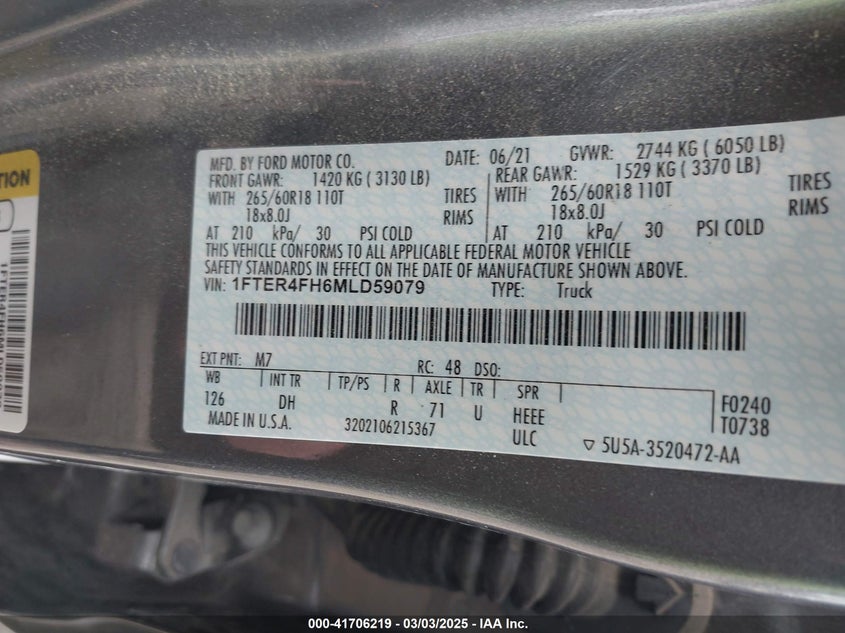 TION
MFD. BY FORD MOTOR CO. DATE: 06/21 GVWR: 2744 KG ( 6050 LB)
FRONT GAWR: 1420 KG ( 3130 LB) REAR GAWR: 1529 KG ( 3370 LB)
WITH 265/60R18 110T TIRES WITH 265/60R18 110T TIRES
18x8.0J RIMS 18x8.0J RIMS
AT 210 kPa/ 30 PSI COLD AT 210 kPa/ 30 PSI COLD
THIS VEHICLE CONFORMS TO ALL APPLICABLE FEDERAL MOTOR VEHICLE
SAFETY STANDARDS IN EFFECT ON THE DATE OF MANUFACTURE SHOWN ABOVE.
VIN: 1FTER4FH6MLD59079 TYPE: Truck
EXT PNT: M7 RC: 48 DSO:
WB INT TR TP/PS R AXLE TR SPR
126 DH R 71 U HEEE F0240
MADE IN U.S.A. 3202106215367 ULC T0738
5U5A-3520472-AA
000-41706219 - 03/03/2025 - IAA Inc.